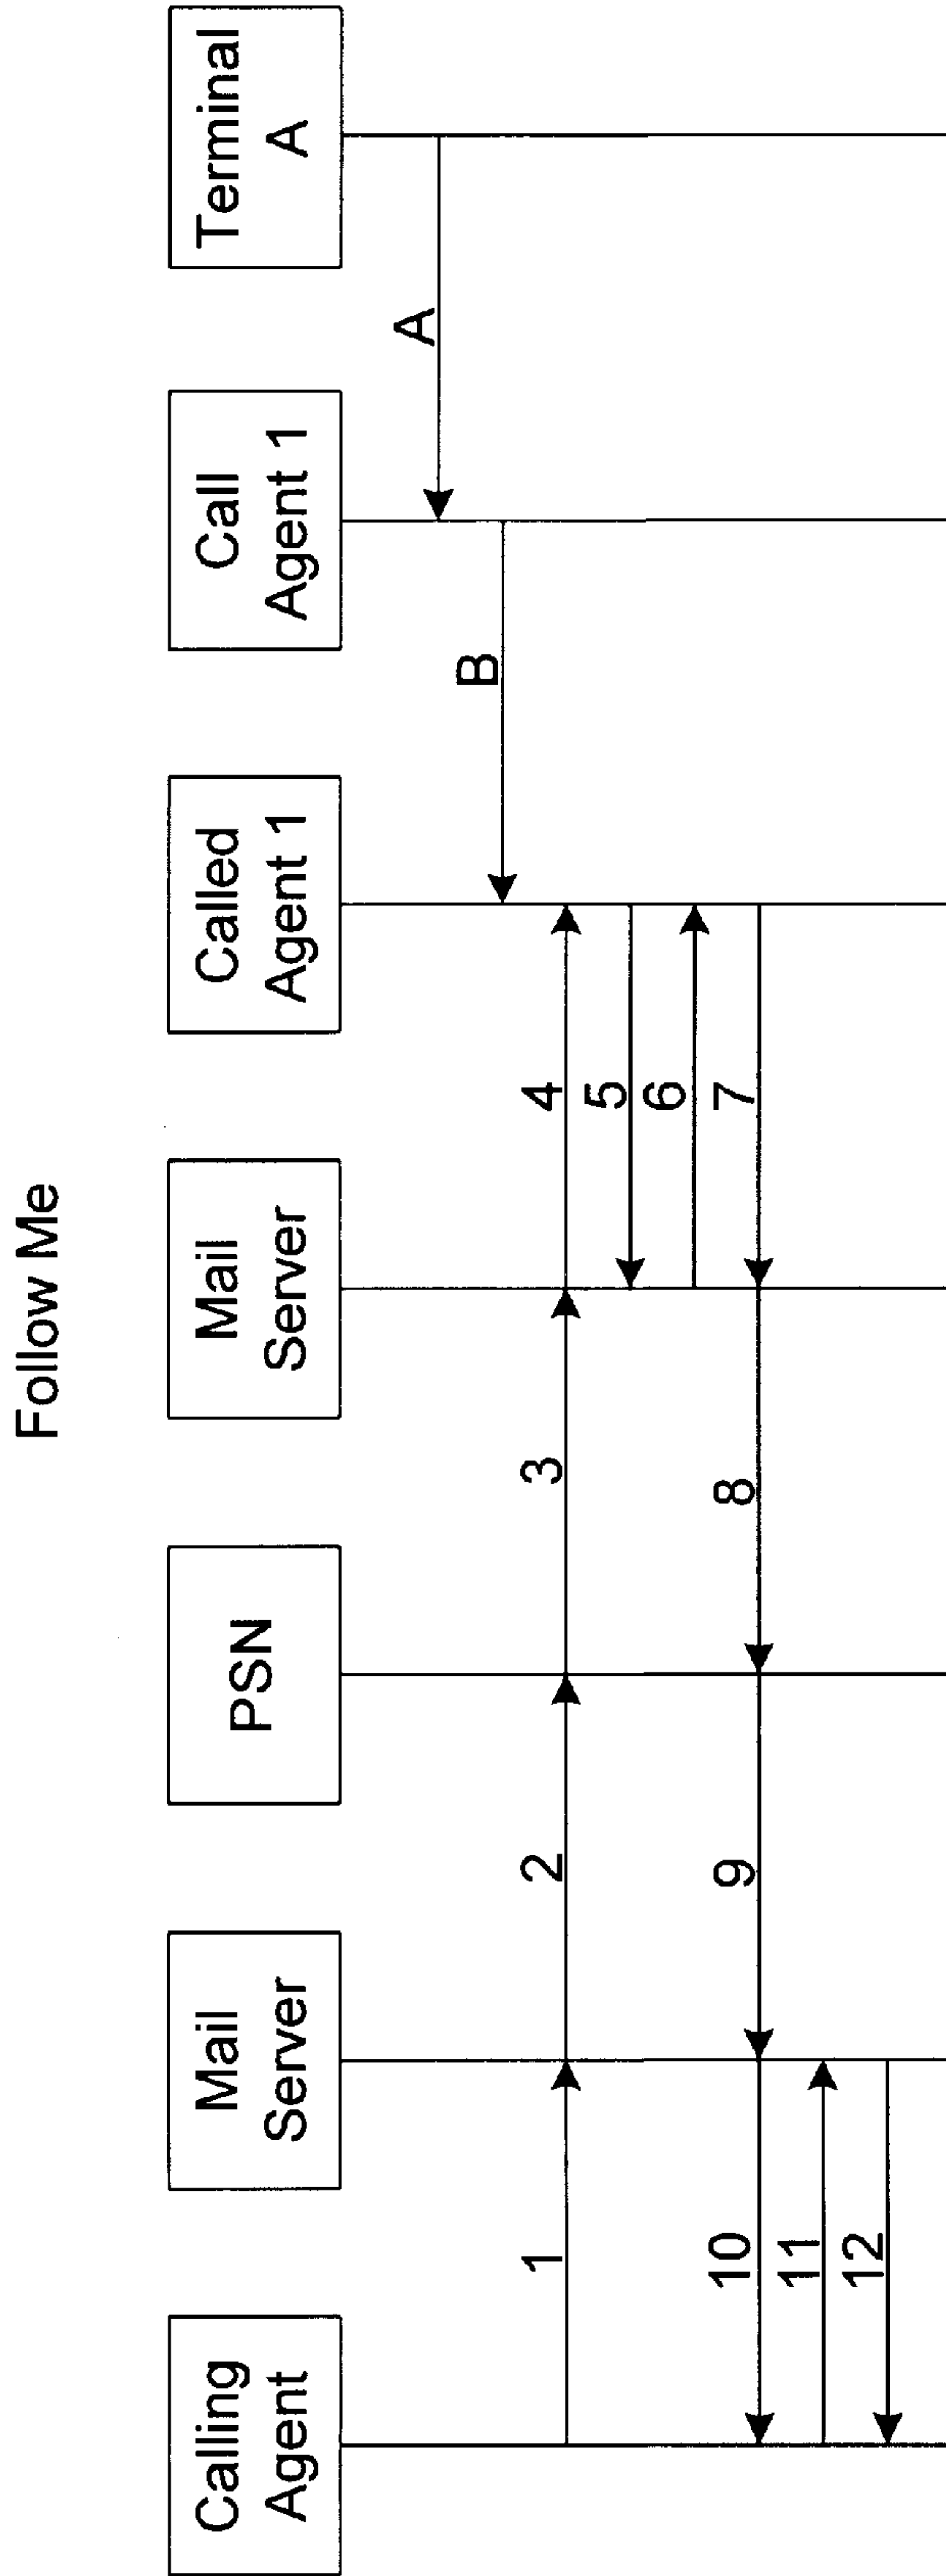 Follow Me
Calling
Agent
Mail
Server
PSN
Mail
Server
Called
Agent 1
Call
Agent 1
Terminal
A
A
B
1
2
3
4
5
6
7
8
9
10
11
12